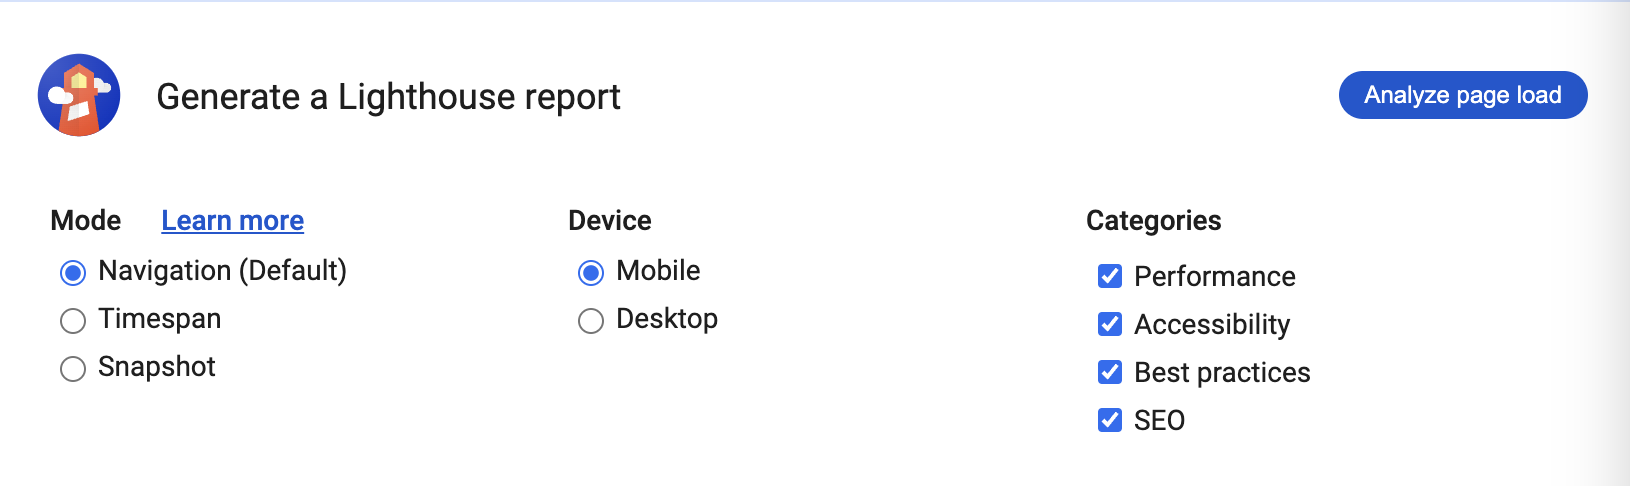 Generate a Lighthouse report
Analyze page load
Mode Learn more
Navigation (Default)
Timespan
Snapshot
Device
Mobile
Desktop
Categories
Performance
Accessibility
Best practices
SEO